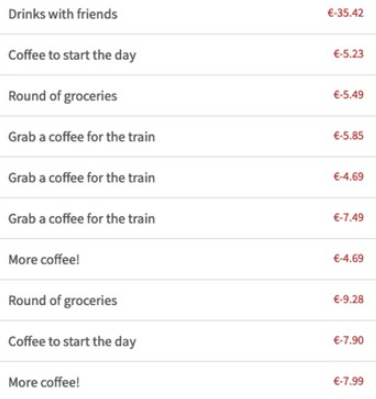 Drinks with friends €-35.42
Coffee to start the day €-5.23
Round of groceries €-5.49
Grab a coffee for the train €-5.85
Grab a coffee for the train €-4.69
Grab a coffee for the train €-7.49
More coffee! €-4.69
Round of groceries €-9.28
Coffee to start the day €-7.90
More coffee! €-7.99